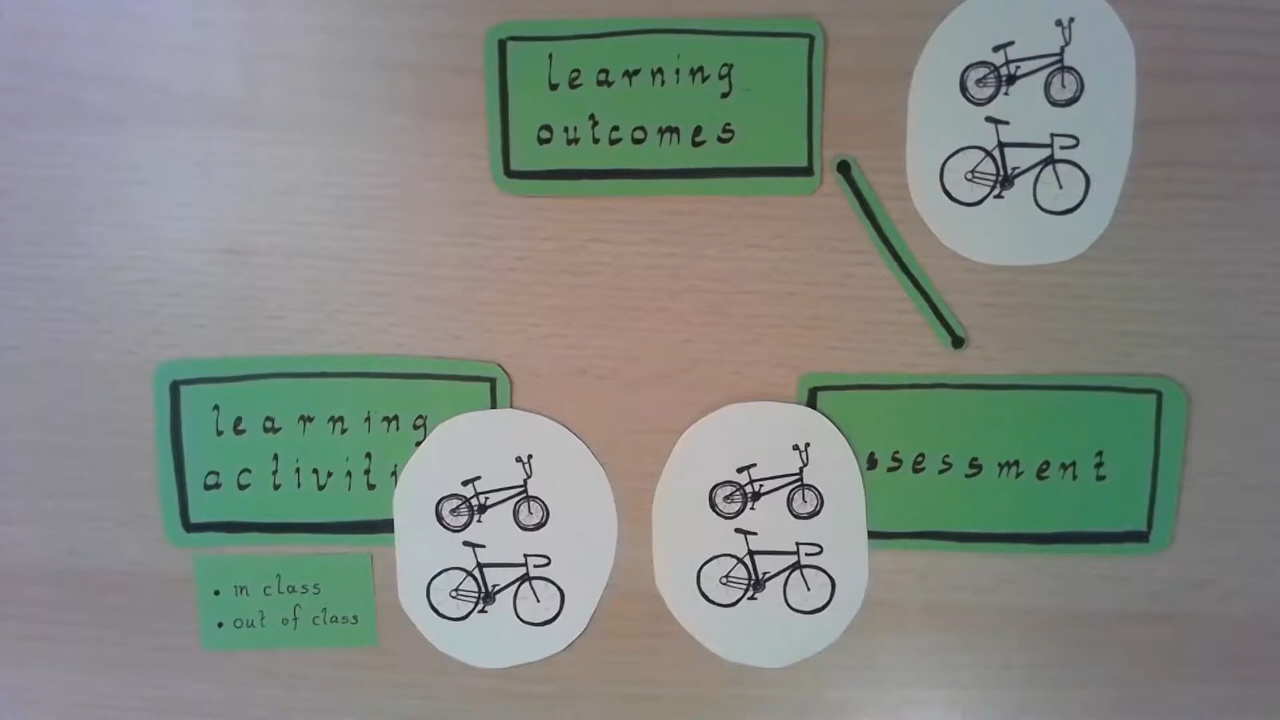 learning
outcomes
learning
activiti
ssessment
• in class
• out of class